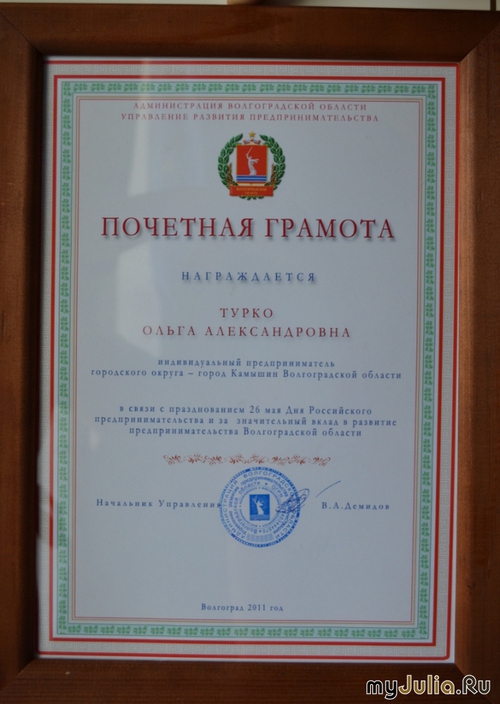 АДМИНИСТРАЦИЯ ВОЛГОГРАДСКОЙ ОБЛАСТИ
УПРАВЛЕНИЕ РАЗВИТИЯ ПРЕДПРИНИМАТЕЛЬСТВА
ПОЧЕТНАЯ ГРАМОТА
НАГРАЖДАЕТСЯ
ТУРКО
ОЛЬГА АЛЕКСАНДРОВНА
индивидуальный предприниматель
городского округа – город Камышин Волгоградской области
в связи с празднованием 26 мая Дня Российского
предпринимательства и за значительный вклад в развитие
предпринимательства Волгоградской области
Начальник Управления В.А.Демидов
Волгоград 2011 год
myJulia.Ru